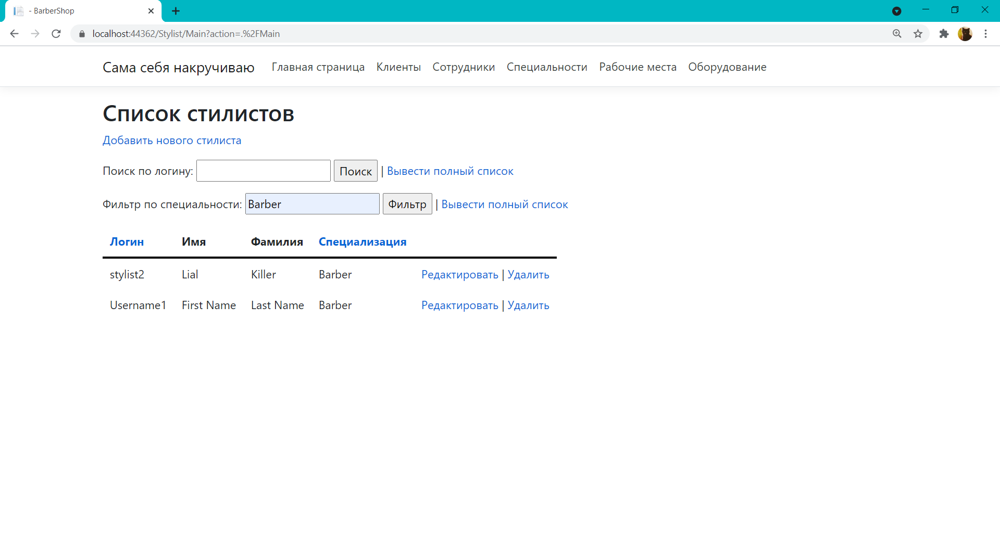 - BarberShop
localhost:44362/Stylist/Main?action=.%2FMain
Сама себя накручиваю Главная страница Клиенты Сотрудники Специальности Рабочие места Оборудование
Список стилистов
Добавить нового стилиста
Поиск по логину: Поиск | Вывести полный список
Фильтр по специальности: Barber Фильтр | Вывести полный список
Логин Имя Фамилия Специализация
stylist2 Lial Killer Barber Редактировать | Удалить
Username1 First Name Last Name Barber Редактировать | Удалить